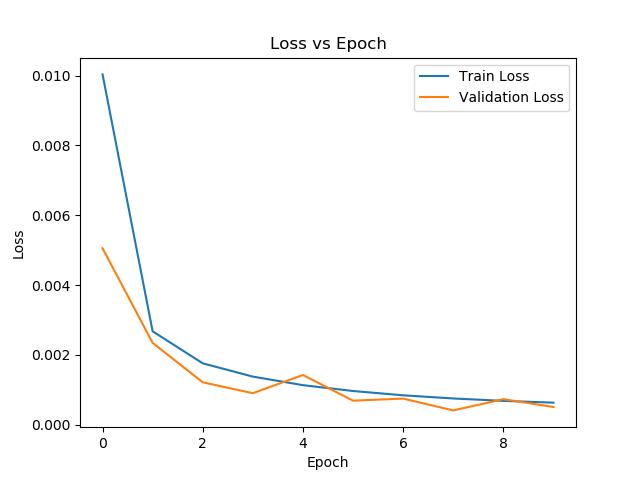 Loss vs Epoch
Train Loss
Validation Loss
0.010
0.008
0.006
0.004
0.002
0.000
Loss
0 2 4 6 8
Epoch